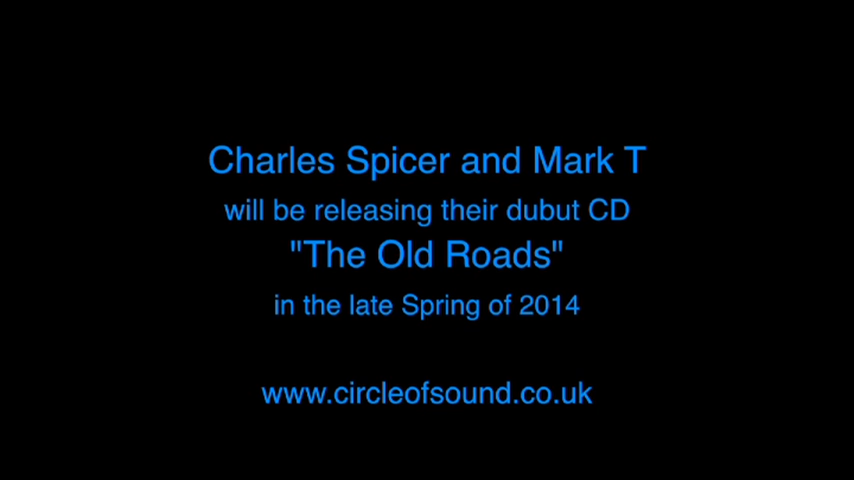 Charles Spicer and Mark T
will be releasing their dubut CD
"The Old Roads"
in the late Spring of 2014
www.circleofsound.co.uk